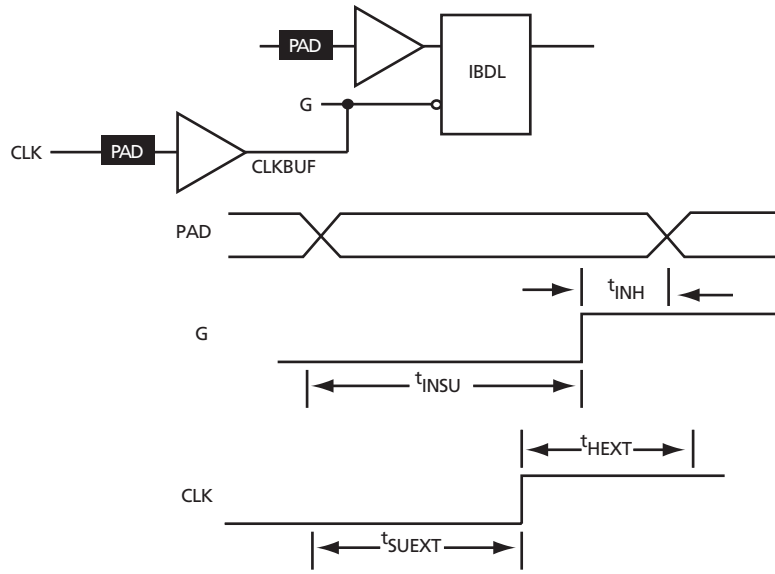 PAD
IBDL
G
CLK
PAD
CLKBUF
PAD
tINH
G
tINSU
tHEXT
CLK
tSUEXT